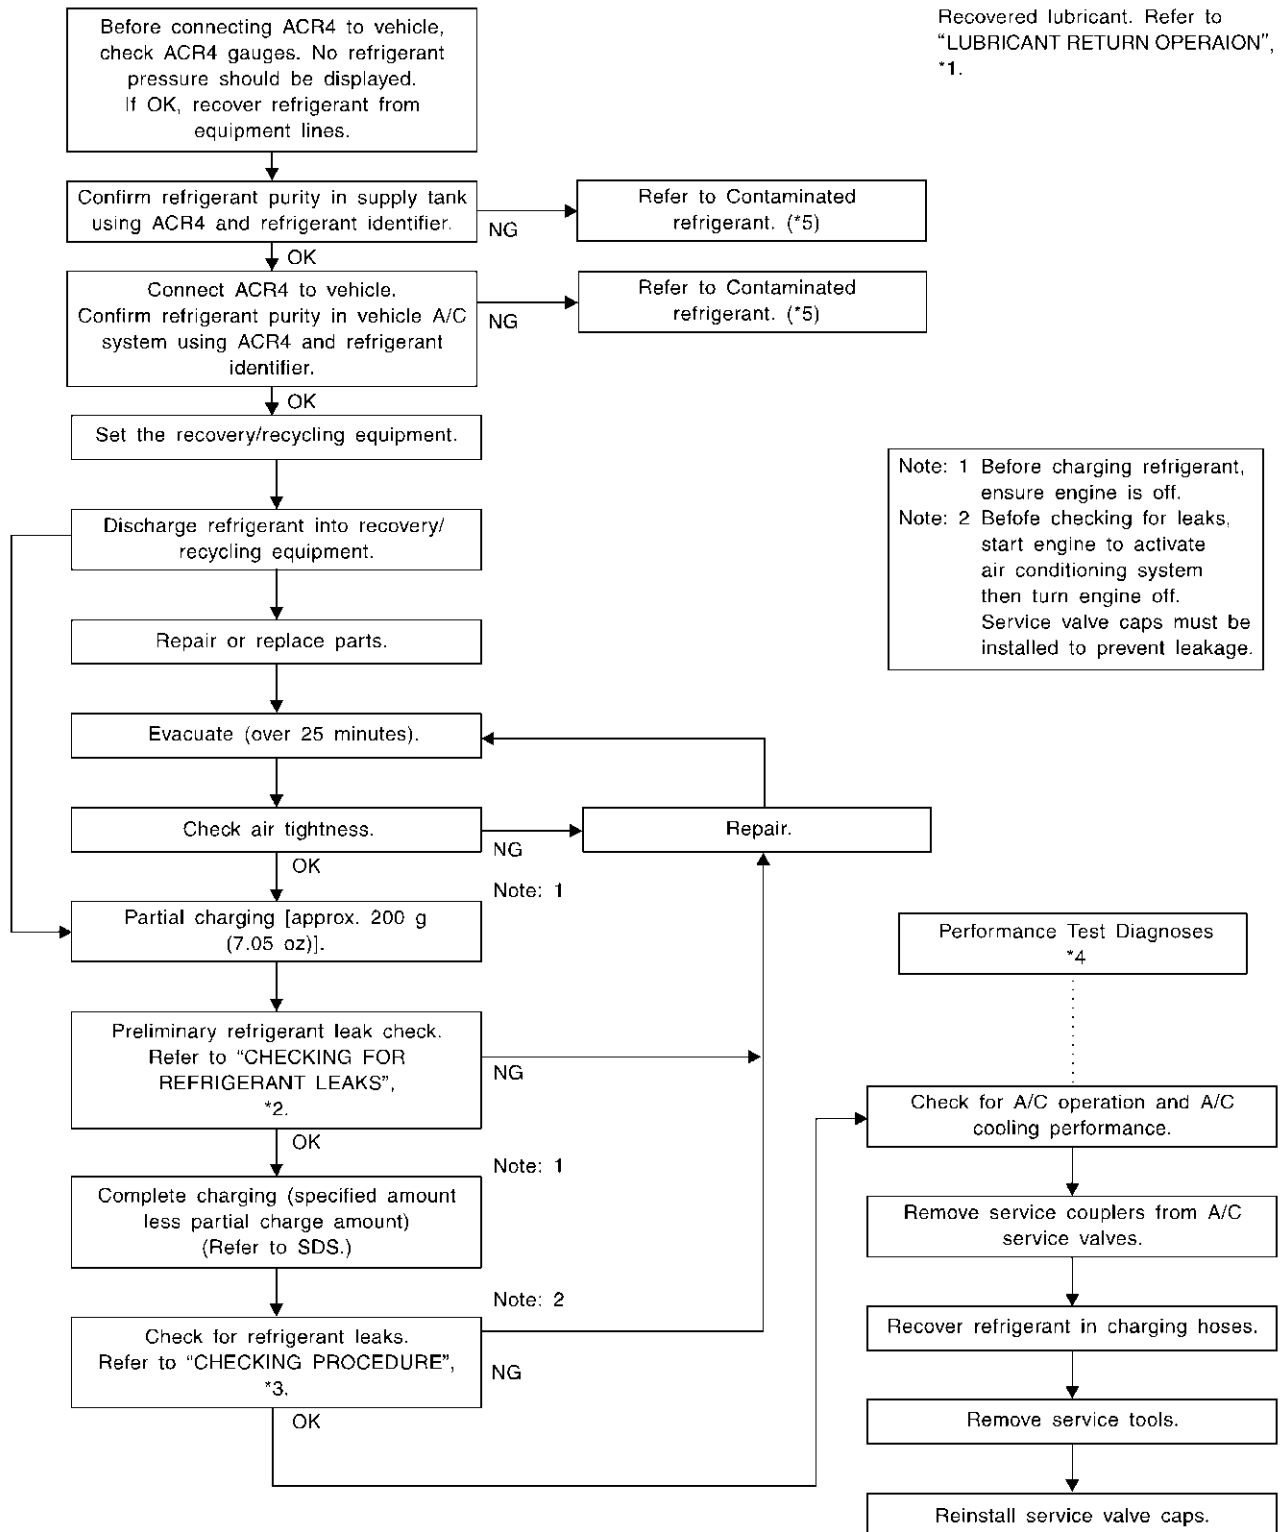 Before connecting ACR4 to vehicle,
check ACR4 gauges. No refrigerant
pressure should be displayed.
If OK, recover refrigerant from
equipment lines.
Recovered lubricant. Refer to
“LUBRICANT RETURN OPERAION”,
*1.
Confirm refrigerant purity in supply tank
using ACR4 and refrigerant identifier.
NG
Refer to Contaminated
refrigerant. (*5)
OK
Connect ACR4 to vehicle.
Confirm refrigerant purity in vehicle A/C
system using ACR4 and refrigerant
identifier.
NG
Refer to Contaminated
refrigerant. (*5)
OK
Set the recovery/recycling equipment.
Note: 1 Before charging refrigerant,
ensure engine is off.
Note: 2 Befofe checking for leaks,
start engine to activate
air conditioning system
then turn engine off.
Service valve caps must be
installed to prevent leakage.
Discharge refrigerant into recovery/
recycling equipment.
Repair or replace parts.
Evacuate (over 25 minutes).
Check air tightness.
NG
Repair.
OK
Note: 1
Partial charging [approx. 200 g
(7.05 oz)].
Preliminary refrigerant leak check.
Refer to “CHECKING FOR
REFRIGERANT LEAKS”,
*2.
NG
OK
Note: 1
Complete charging (specified amount
less partial charge amount)
(Refer to SDS.)
Note: 2
Check for refrigerant leaks.
Refer to “CHECKING PROCEDURE”,
*3.
NG
OK
Performance Test Diagnoses
*4
Check for A/C operation and A/C
cooling performance.
Remove service couplers from A/C
service valves.
Recover refrigerant in charging hoses.
Remove service tools.
Reinstall service valve caps.